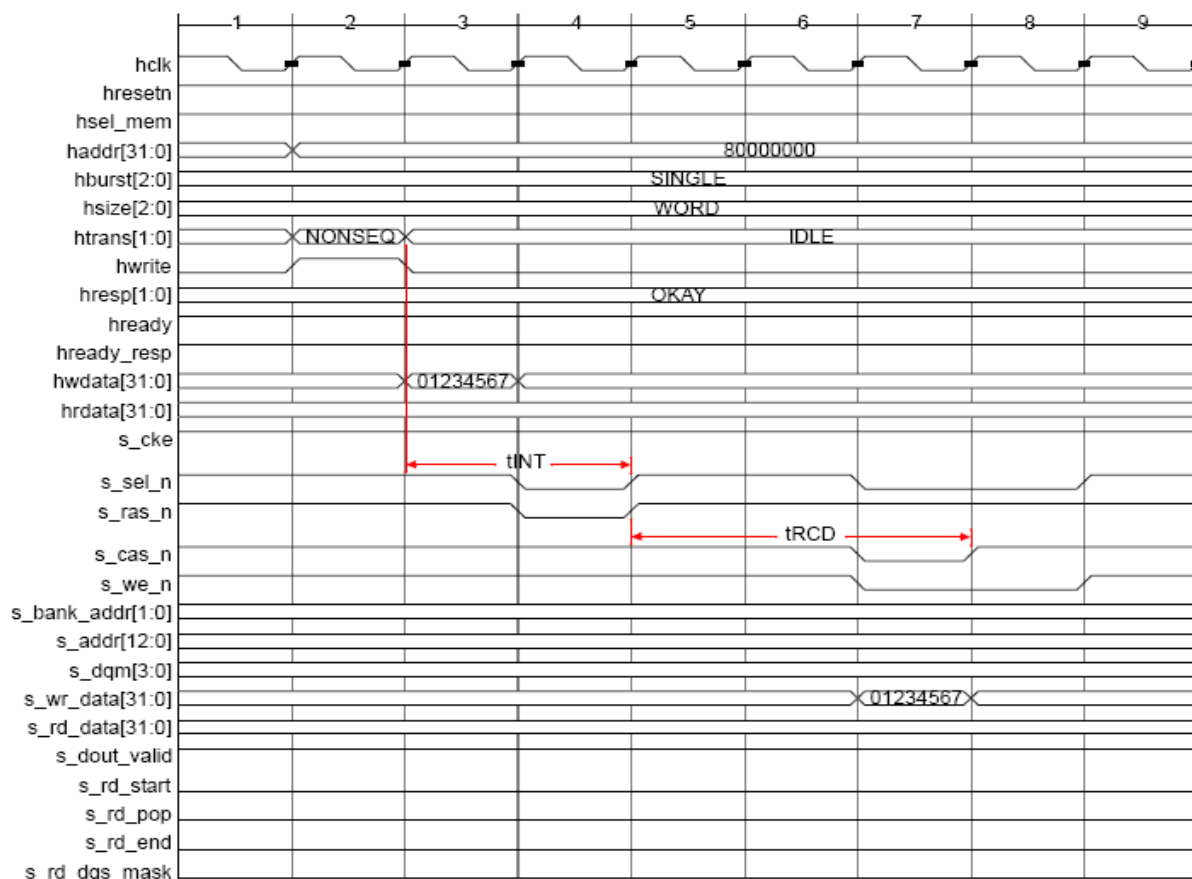 1 2 3 4 5 6 7 8 9
hclk
hresetn
hsel_mem
haddr[31:0] 80000000
hburst[2:0] SINGLE
hsize[2:0] WORD
htrans[1:0] NONSEQ IDLE
hwrite
hresp[1:0] OKAY
hready
hready_resp
hwdata[31:0] 01234567
hrdata[31:0]
s_cke
tINT
s_sel_n
s_ras_n
tRCD
s_cas_n
s_we_n
s_bank_addr[1:0]
s_addr[12:0]
s_dqm[3:0]
s_wr_data[31:0] 01234567
s_rd_data[31:0]
s_dout_valid
s_rd_start
s_rd_pop
s_rd_end
s_rd_dqs_mask